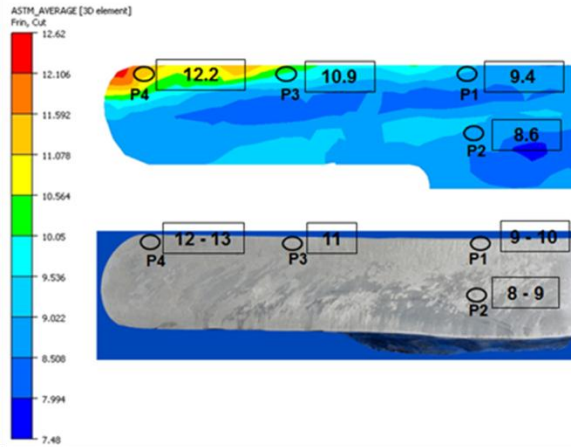 ASTM_AVERAGE [3D element]
Frin, Cut
12.62
12.106
11.592
11.078
10.564
10.05
9.536
9.022
8.508
7.994
7.48
12.2
10.9
9.4
P4
P3
P1
8.6
P2
12 - 13
11
9 - 10
P4
P3
P1
8 - 9
P2